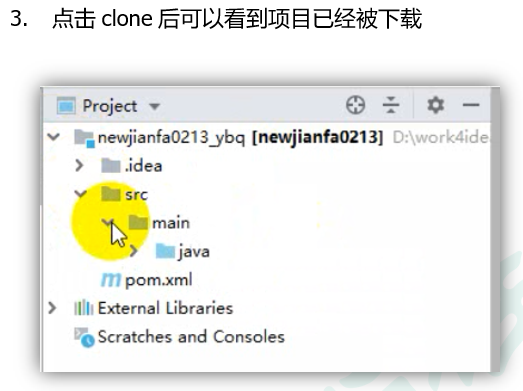 3. 点击 clone 后可以看到项目已经被下载
Project
newjianfa0213_ybq [newjianfa0213] D:\work4ide
.idea
src
main
java
pom.xml
External Libraries
Scratches and Consoles